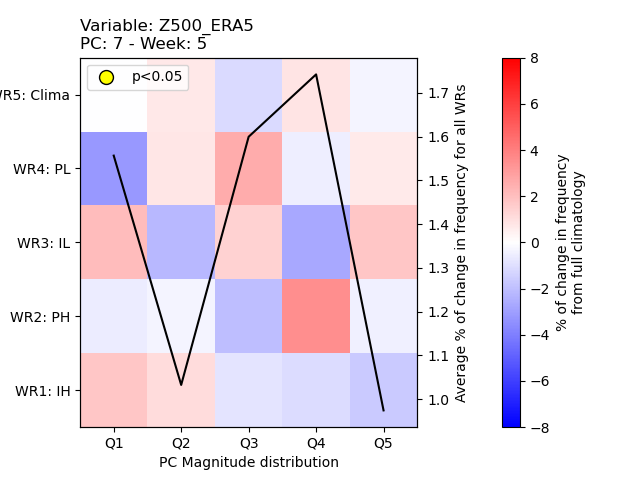 Variable: Z500_ERA5
PC: 7 - Week: 5
p<0.05
WR5: Clima
WR4: PL
WR3: IL
WR2: PH
WR1: IH
Q1 Q2 Q3 Q4 Q5
PC Magnitude distribution
1.7
1.6
1.5
1.4
1.3
1.2
1.1
1.0
Average % of change in frequency for all WRs
8
6
4
2
0
−2
−4
−6
−8
% of change in frequency
from full climatology